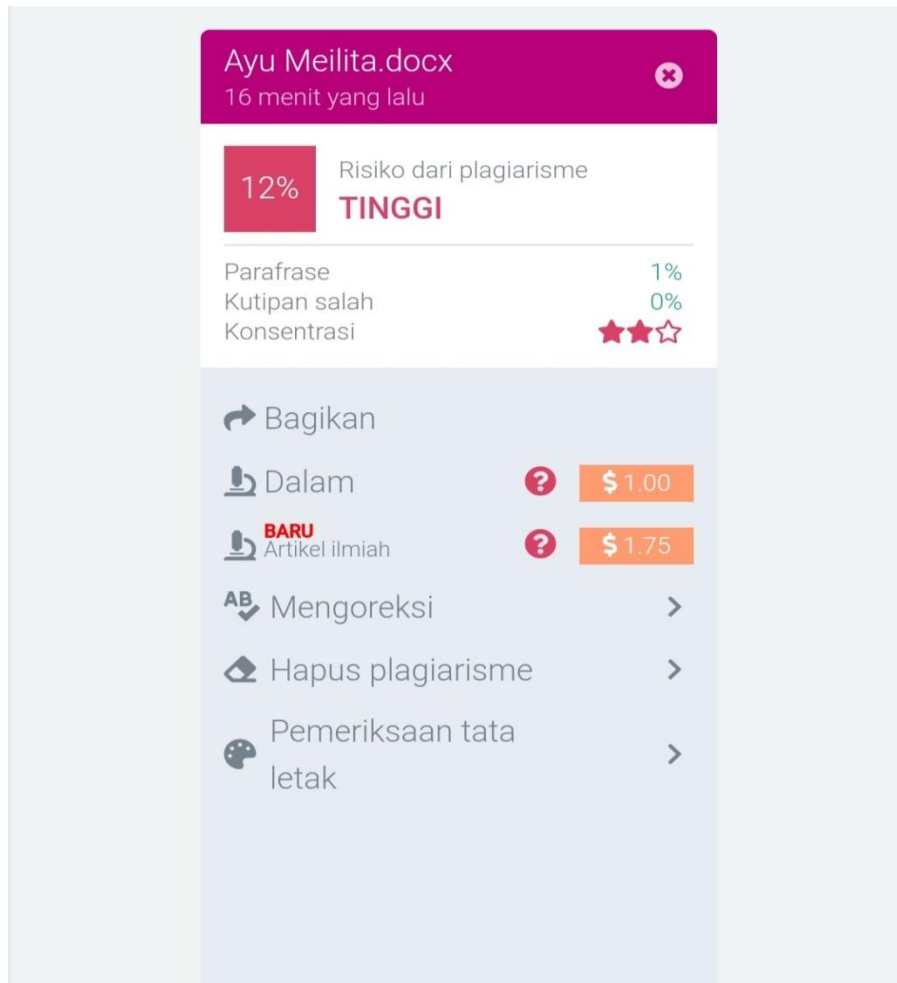 Ayu Meilita.docx
16 menit yang lalu
12%
Risiko dari plagiarisme
TINGGI
Parafrase 1%
Kutipan salah 0%
Konsentrasi
Bagikan
Dalam ? $ 1.00
BARU
Artikel ilmiah ? $ 1.75
AB Mengoreksi
Hapus plagiarisme
Pemeriksaan tata
letak